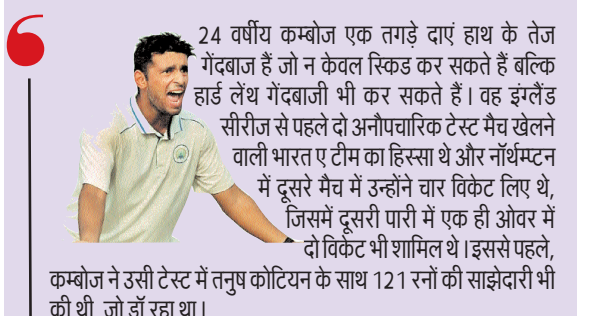 24 वर्षीय कम्बोज एक तगड़े दाएं हाथ के तेज
गेंदबाज हैं जो न केवल स्किड कर सकते हैं बल्कि
हार्ड लेंथ गेंदबाजी भी कर सकते हैं। वह इंग्लैंड
सीरीज से पहले दो अनौपचारिक टेस्ट मैच खेलने
वाली भारत ए टीम का हिस्सा थे और नॉर्थम्प्टन
में दूसरे मैच में उन्होंने चार विकेट लिए थे,
जिसमें दूसरी पारी में एक ही ओवर में
दो विकेट भी शामिल थे।इससे पहले,
कम्बोज ने उसी टेस्ट में तनुष कोटियन के साथ 121 रनों की साझेदारी भी
की थी, जो ड्रॉ रहा था।